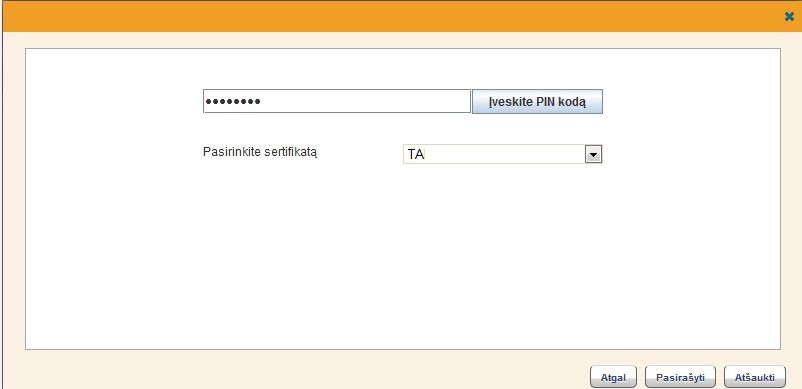 •••••••• Įveskite PIN kodą
Pasirinkite sertifikatą TA
Atgal Pasirašyti Atšaukti